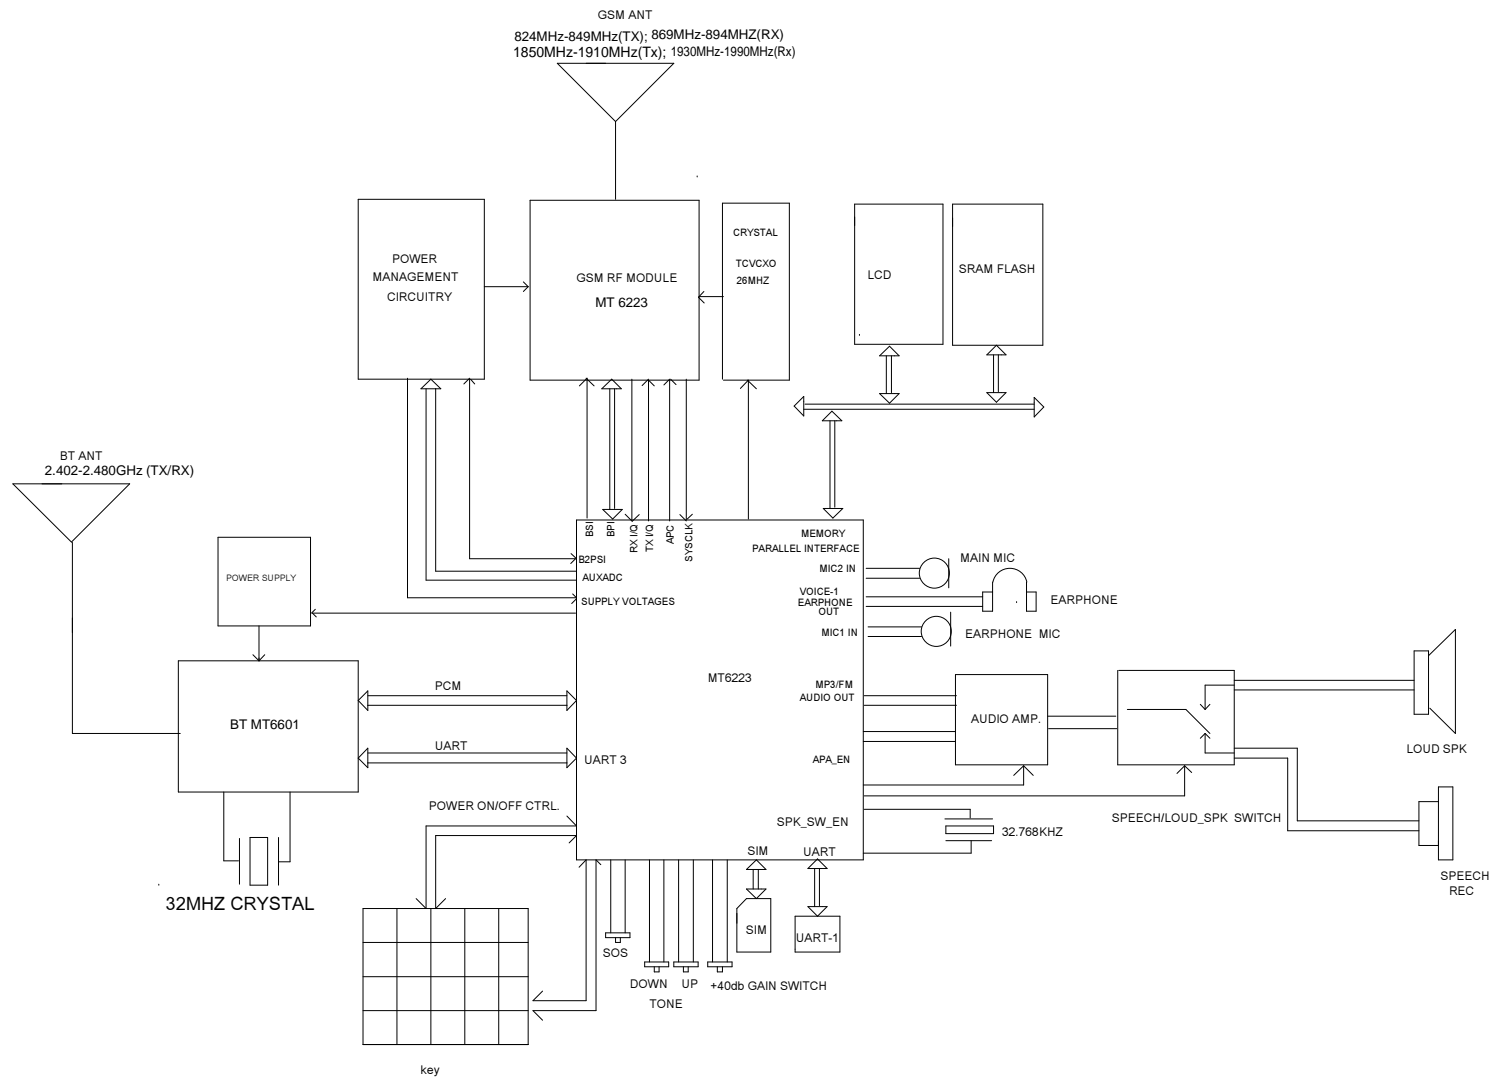 GSM ANT
824MHz-849MHz(TX); 869MHz-894MHZ(RX)
1850MHz-1910MHz(Tx); 1930MHz-1990MHz(Rx)
POWER
MANAGEMENT
CIRCUITRY
GSM RF MODULE
MT 6223
CRYSTAL
TCVCXO
26MHZ
LCD
SRAM FLASH
BT ANT
2.402-2.480GHz (TX/RX)
BSI
BPI
RX I/Q
TX I/Q
APC
SYSCLK
MEMORY
PARALLEL INTERFACE
B2PSI
AUXADC
SUPPLY VOLTAGES
MIC2 IN
MAIN MIC
VOICE-1
EARPHONE
OUT
EARPHONE
MIC1 IN
EARPHONE MIC
POWER SUPPLY
MT6223
MP3/FM
AUDIO OUT
AUDIO AMP.
LOUD SPK
PCM
BT MT6601
UART
UART 3
APA_EN
POWER ON/OFF CTRL.
SPK_SW_EN
32.768KHZ
SPEECH/LOUD_SPK SWITCH
SIM
UART
SPEECH
REC
32MHZ CRYSTAL
SOS
SIM
UART-1
DOWN
UP
+40db GAIN SWITCH
TONE
key